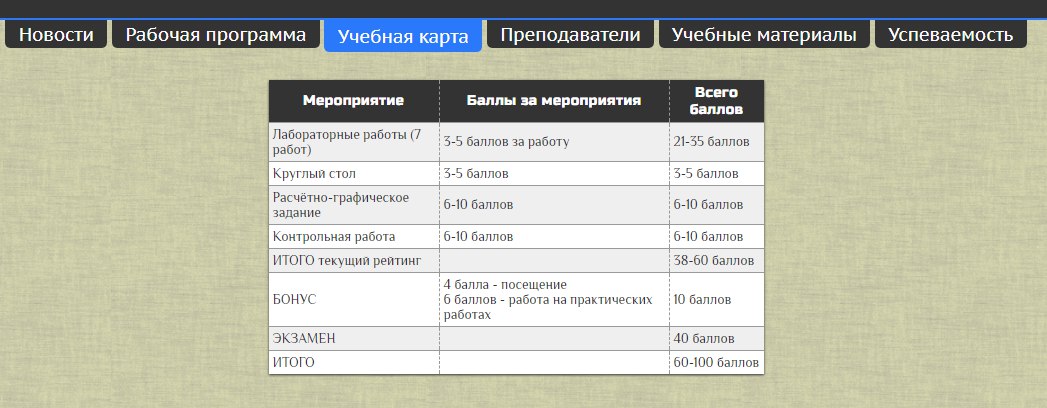 Новости Рабочая программа Учебная карта Преподаватели Учебные материалы Успеваемость
Мероприятие Баллы за мероприятия Всего баллов
Лабораторные работы (7 работ) 3-5 баллов за работу 21-35 баллов
Круглый стол 3-5 баллов 3-5 баллов
Расчётно-графическое задание 6-10 баллов 6-10 баллов
Контрольная работа 6-10 баллов 6-10 баллов
ИТОГО текущий рейтинг 38-60 баллов
БОНУС 4 балла - посещение
6 баллов - работа на практических работах 10 баллов
ЭКЗАМЕН 40 баллов
ИТОГО 60-100 баллов